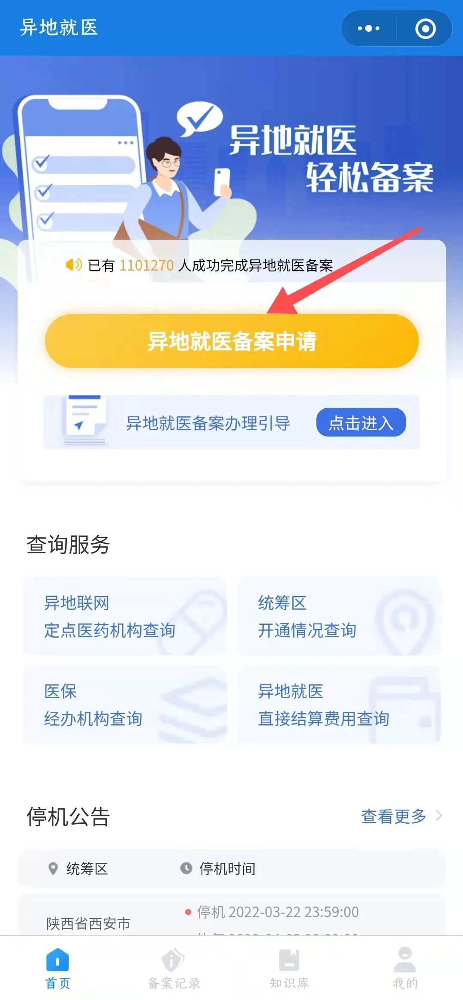 异地就医
异地就医
轻松备案
已有 1101270 人成功完成异地就医备案
异地就医备案申请
异地就医备案办理引导 点击进入
查询服务
异地联网
定点医药机构查询
统筹区
开通情况查询
医保
经办机构查询
异地就医
直接结算费用查询
停机公告 查看更多
统筹区 停机时间
停机 2022-03-22 23:59:00
陕西省西安市
首页 备案记录 知识库 我的